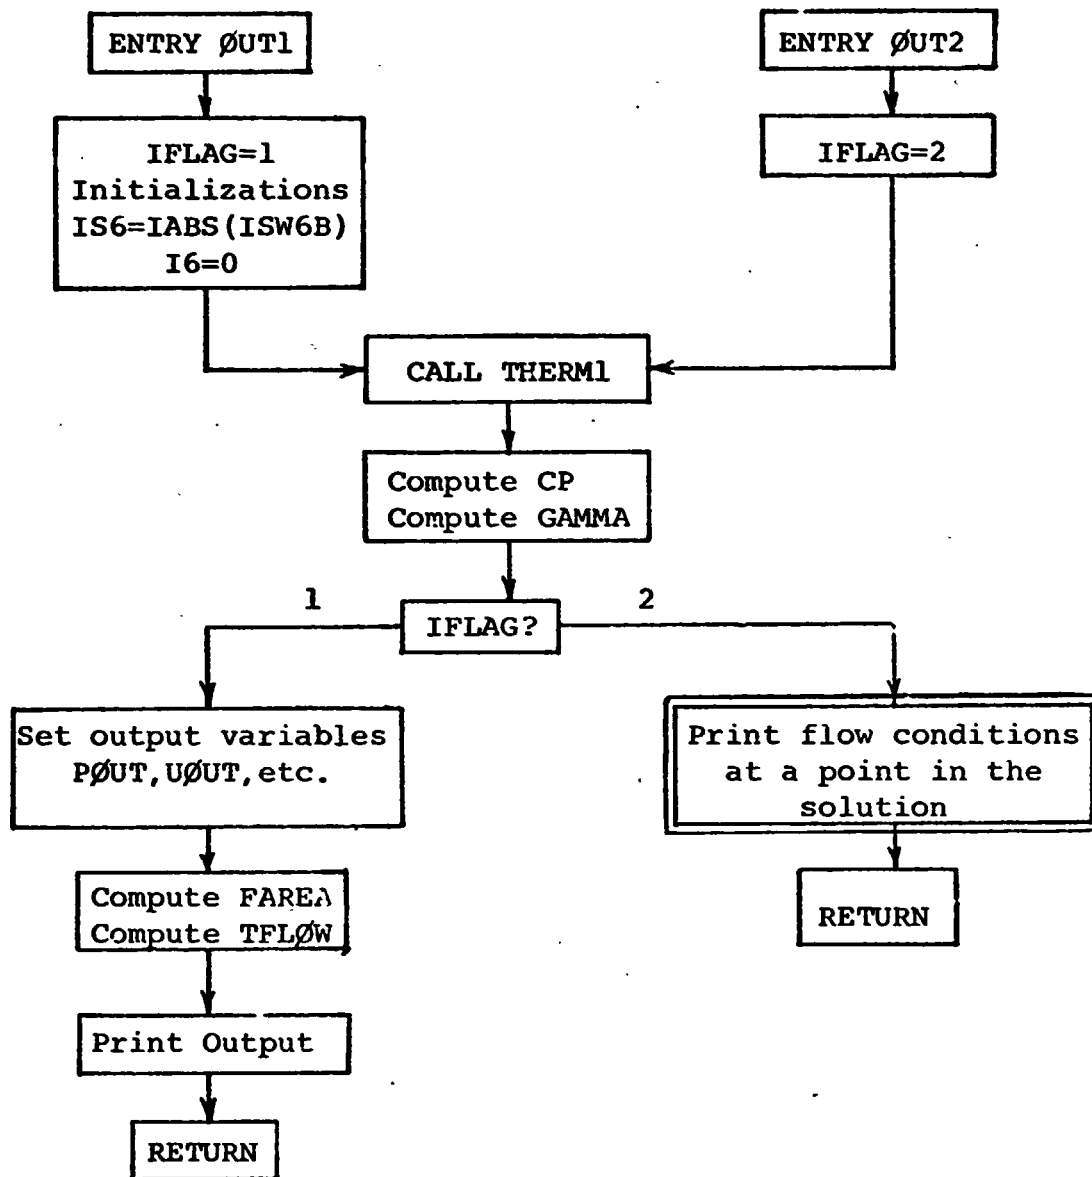 ENTRY ØUT1
ENTRY ØUT2
IFLAG=1
Initializations
IS6=IABS(ISW6B)
I6=0
IFLAG=2
CALL THERM1
Compute CP
Compute GAMMA
1
2
IFLAG?
Set output variables
PØUT,UØUT,etc.
Print flow conditions
at a point in the
solution
Compute FAREA
Compute TFLØW
RETURN
Print Output
RETURN